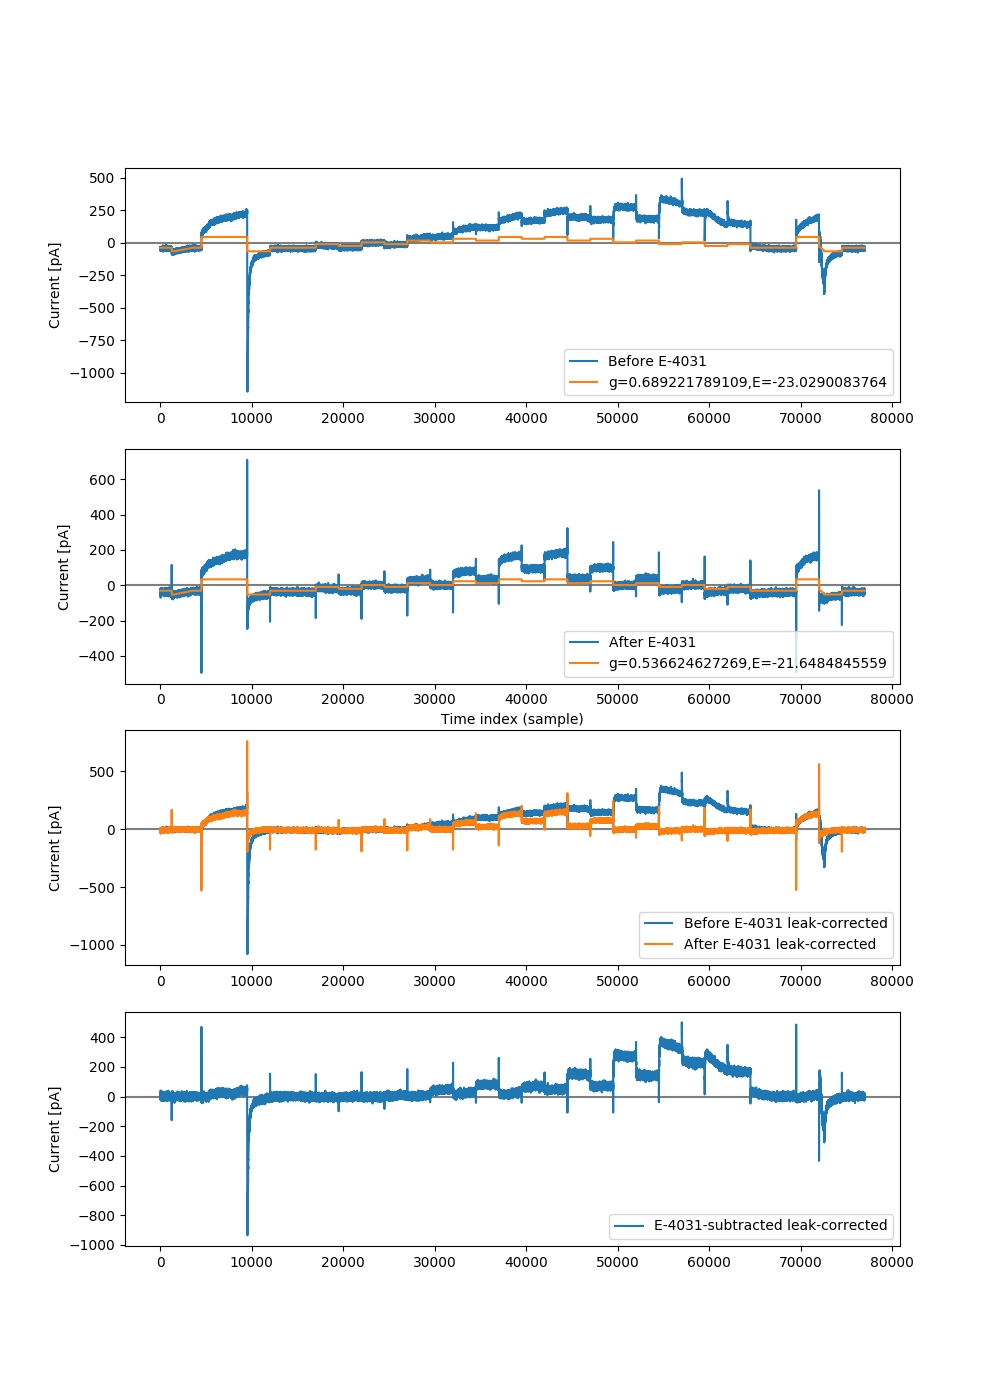 500
250
0
−250
−500
−750
−1000
Current [pA]
Before E-4031
g=0.689221789109,E=-23.0290083764
0 10000 20000 30000 40000 50000 60000 70000 80000
600
400
200
0
−200
−400
Current [pA]
After E-4031
g=0.536624627269,E=-21.6484845559
0 10000 20000 30000 40000 50000 60000 70000 80000
Time index (sample)
500
0
−500
−1000
Current [pA]
Before E-4031 leak-corrected
After E-4031 leak-corrected
0 10000 20000 30000 40000 50000 60000 70000 80000
400
200
0
−200
−400
−600
−800
−1000
Current [pA]
E-4031-subtracted leak-corrected
0 10000 20000 30000 40000 50000 60000 70000 80000